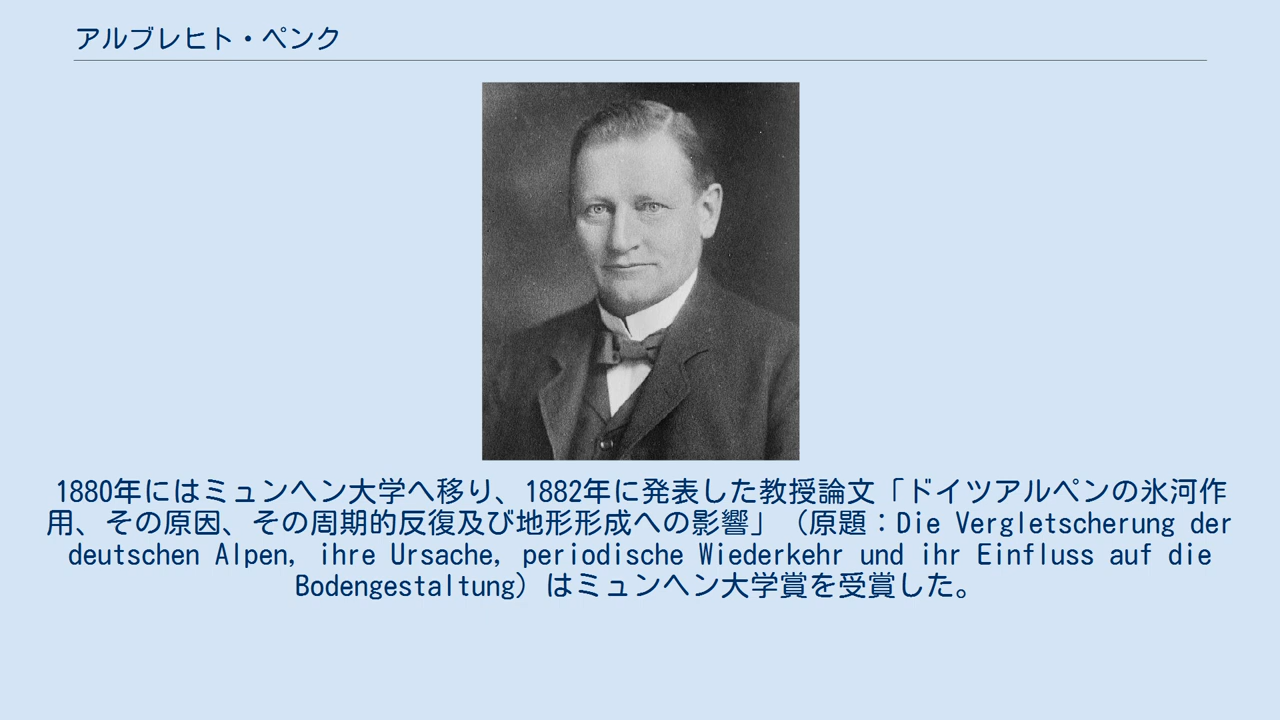 アルブレヒト・ペンク
1880年にはミュンヘン大学へ移り、1882年に発表した教授論文「ドイツアルペンの氷河作
用、その原因、その周期的反復及び地形形成への影響」（原題：Die Vergletscherung der
deutschen Alpen, ihre Ursache, periodische Wiederkehr und ihr Einfluss auf die
Bodengestaltung）はミュンヘン大学賞を受賞した。